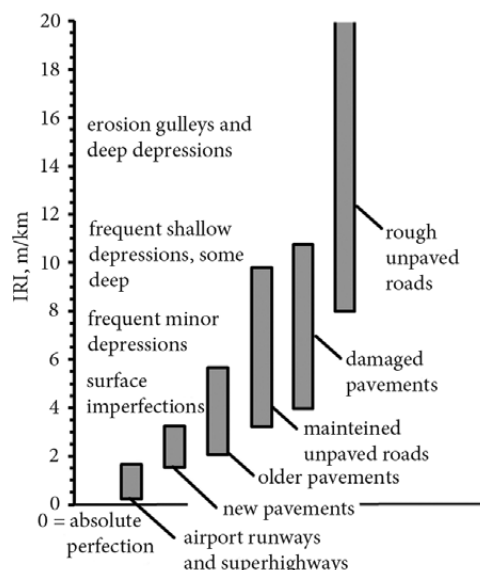 20
18
16
14
12
10
8
6
4
2
0
IRI, m/km
erosion gulleys and
deep depressions
frequent shallow
depressions, some
deep
frequent minor
depressions
surface
imperfections
rough
unpaved
roads
damaged
pavements
mainteined
unpaved roads
older pavements
new pavements
airport runways
and superhighways
0 = absolute
perfection